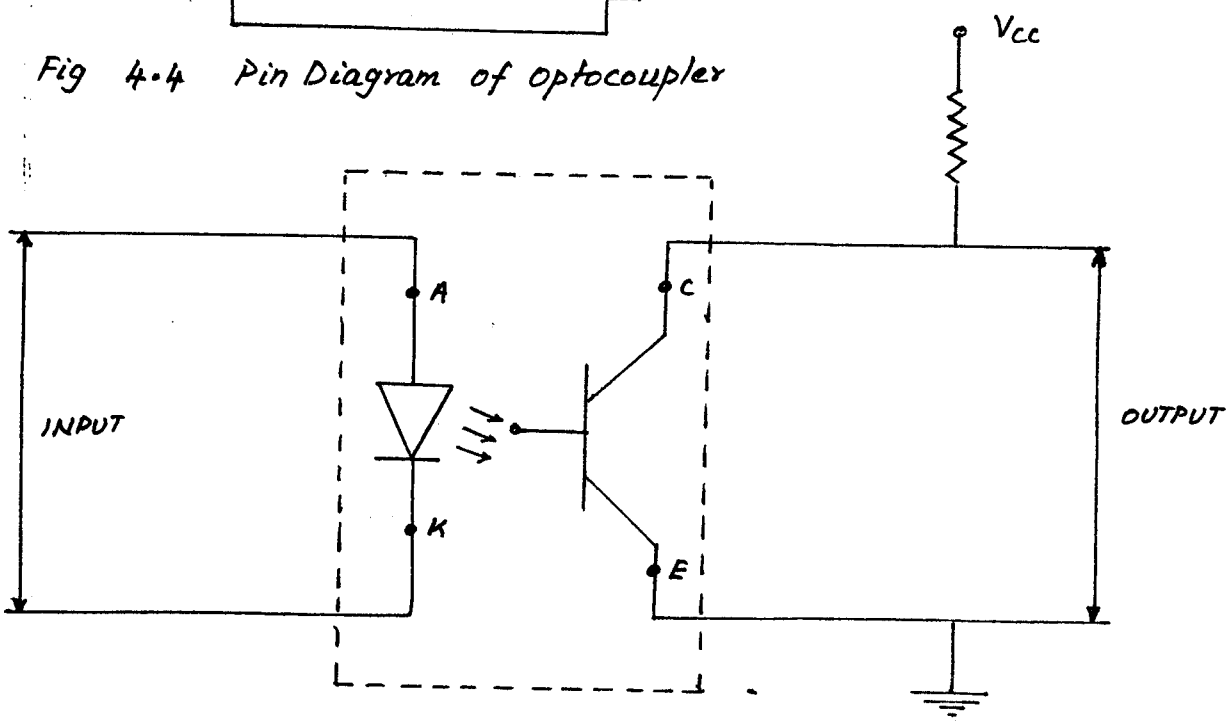 Vcc
Fig 4.4 Pin Diagram of optocoupler
A
C
INPUT
OUTPUT
K
E